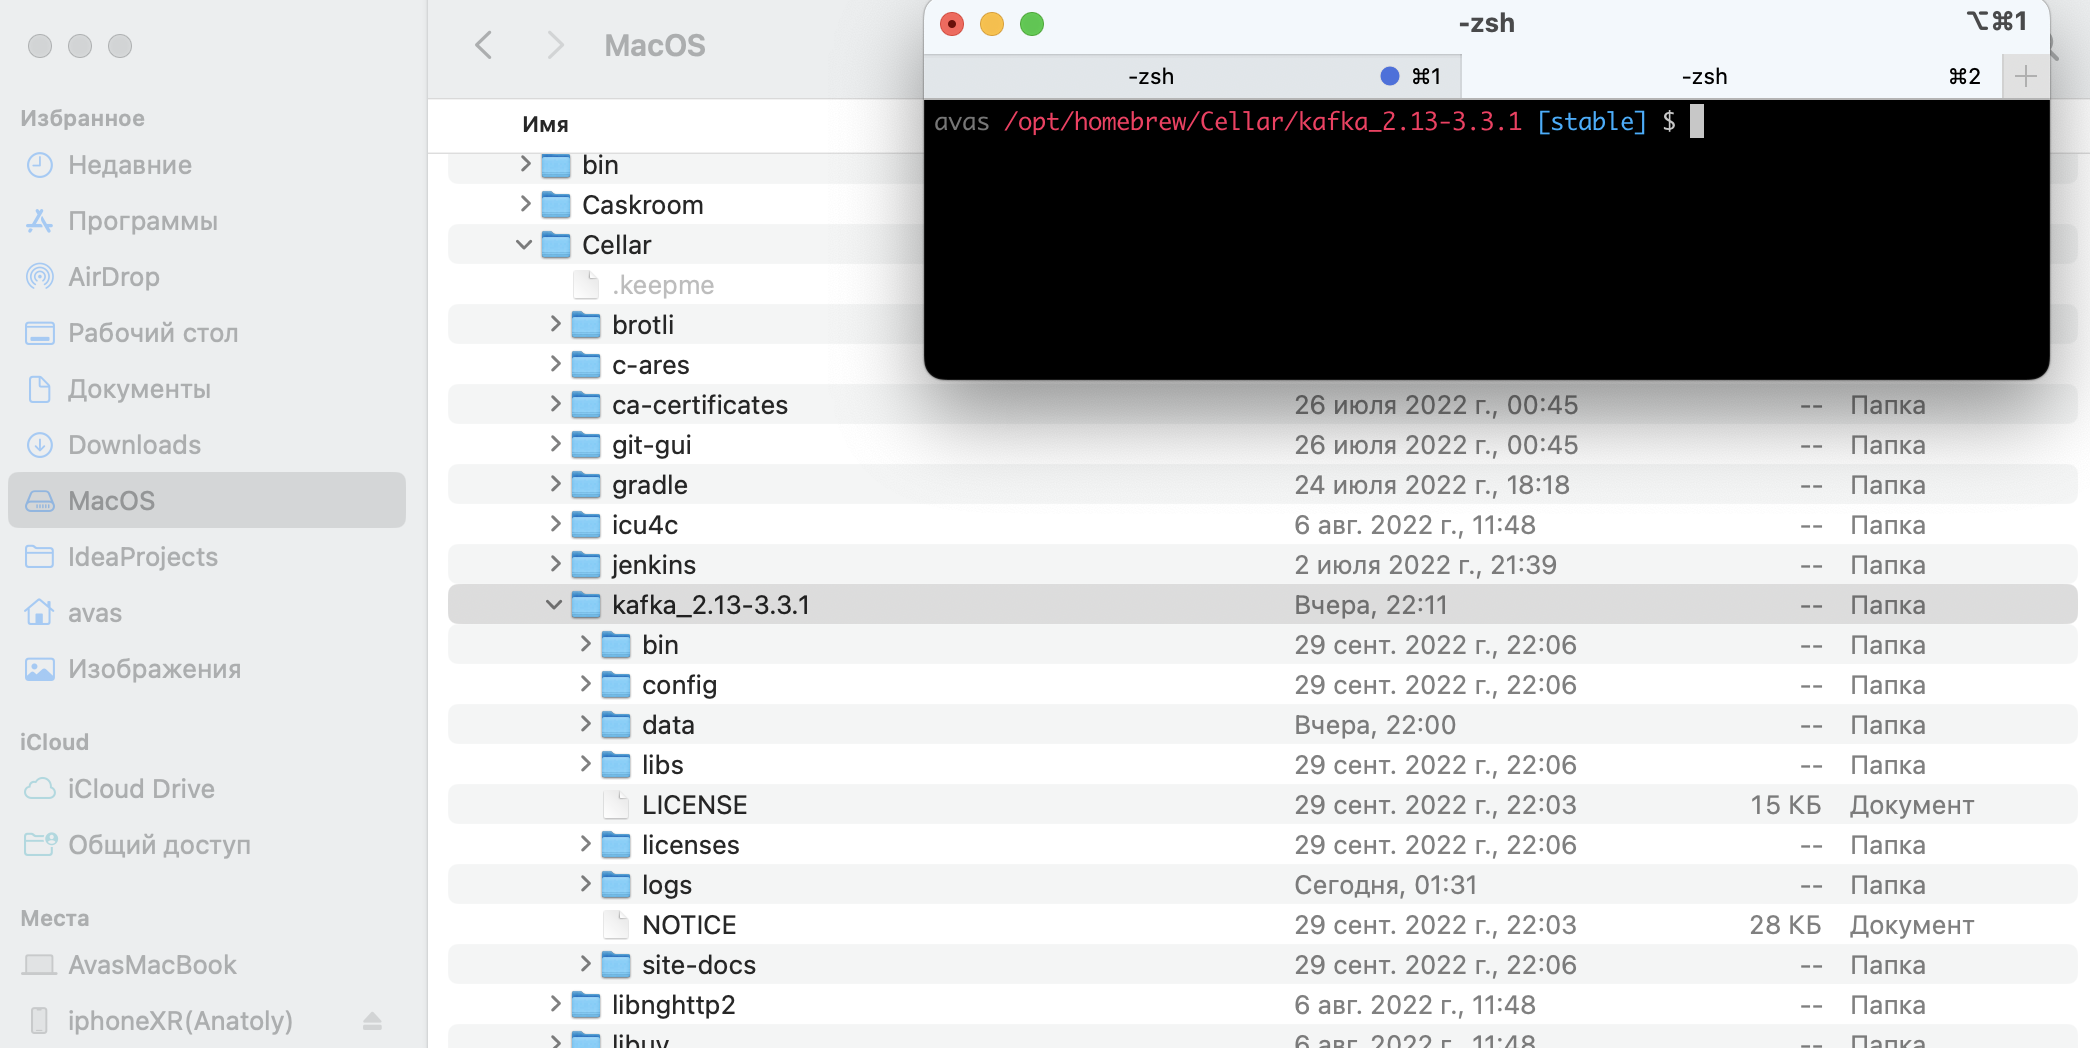 Избранное
Недавние
Программы
AirDrop
Рабочий стол
Документы
Downloads
MacOS
IdeaProjects
avas
Изображения
iCloud
iCloud Drive
Общий доступ
Места
AvasMacBook
iphoneXR(Anatoly)
MacOS
Имя
bin
Caskroom
Cellar
.keepme
brotli
c-ares
ca-certificates 26 июля 2022 г., 00:45 -- Папка
git-gui 26 июля 2022 г., 00:45 -- Папка
gradle 24 июля 2022 г., 18:18 -- Папка
icu4c 6 авг. 2022 г., 11:48 -- Папка
jenkins 2 июля 2022 г., 21:39 -- Папка
kafka_2.13-3.3.1 Вчера, 22:11 -- Папка
bin 29 сент. 2022 г., 22:06 -- Папка
config 29 сент. 2022 г., 22:06 -- Папка
data Вчера, 22:00 -- Папка
libs 29 сент. 2022 г., 22:06 -- Папка
LICENSE 29 сент. 2022 г., 22:03 15 КБ Документ
licenses 29 сент. 2022 г., 22:06 -- Папка
logs Сегодня, 01:31 -- Папка
NOTICE 29 сент. 2022 г., 22:03 28 КБ Документ
site-docs 29 сент. 2022 г., 22:06 -- Папка
libnghttp2 6 авг. 2022 г., 11:48 -- Папка
libuv 6 авг. 2022 г., 11:48 -- Папка
-zsh ⌥⌘1
-zsh ⌘1 -zsh ⌘2
avas /opt/homebrew/Cellar/kafka_2.13-3.3.1 [stable] $